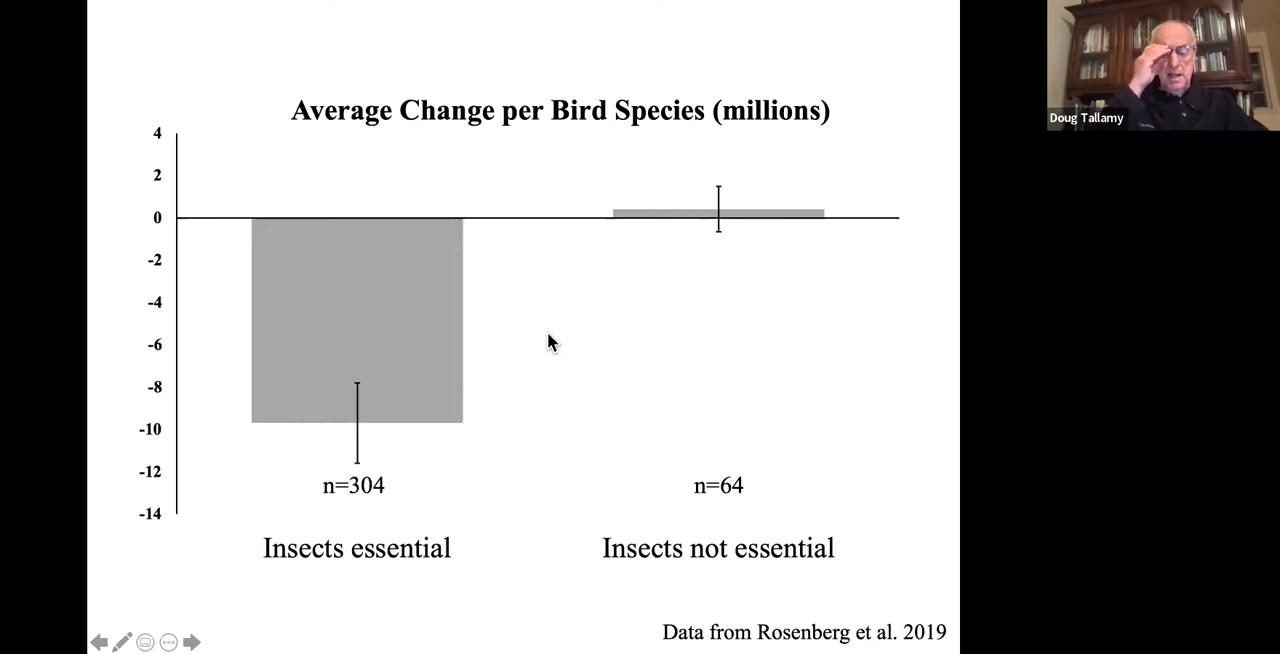 Average Change per Bird Species (millions)
4
2
0
-2
-4
-6
-8
-10
-12
-14
n=304
n=64
Insects essential
Insects not essential
Data from Rosenberg et al. 2019
Doug Tallamy